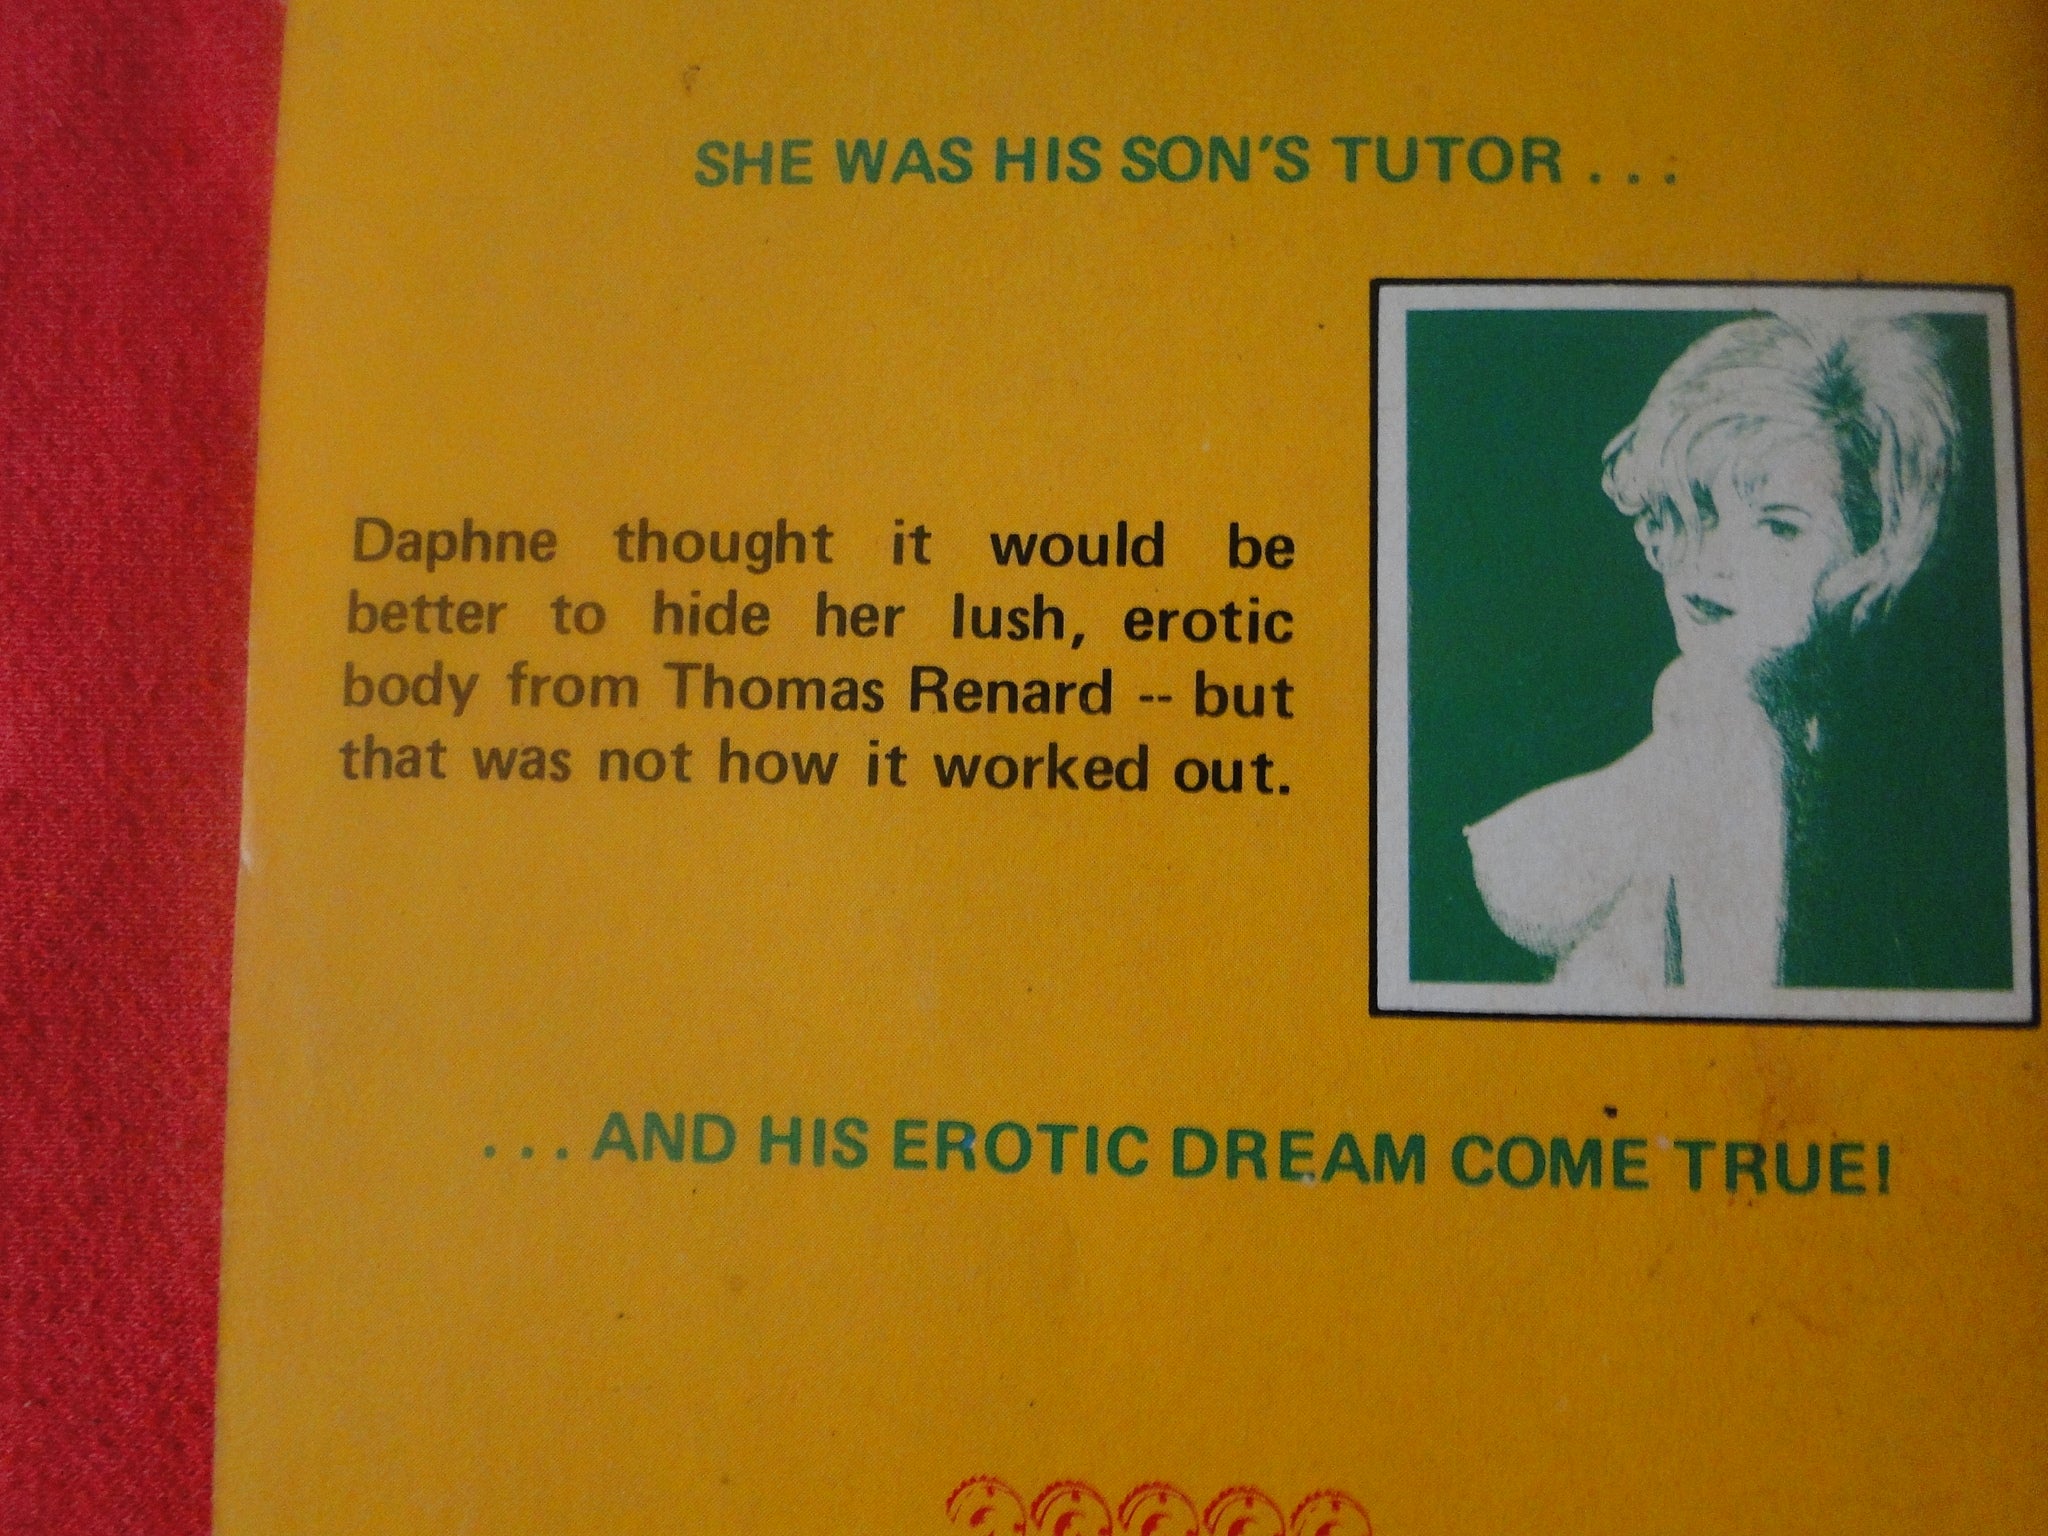 SHE WAS HIS SON'S TUTOR . . .
Daphne thought it would be
better to hide her lush, erotic
body from Thomas Renard -- but
that was not how it worked out.
. . . AND HIS EROTIC DREAM COME TRUE!